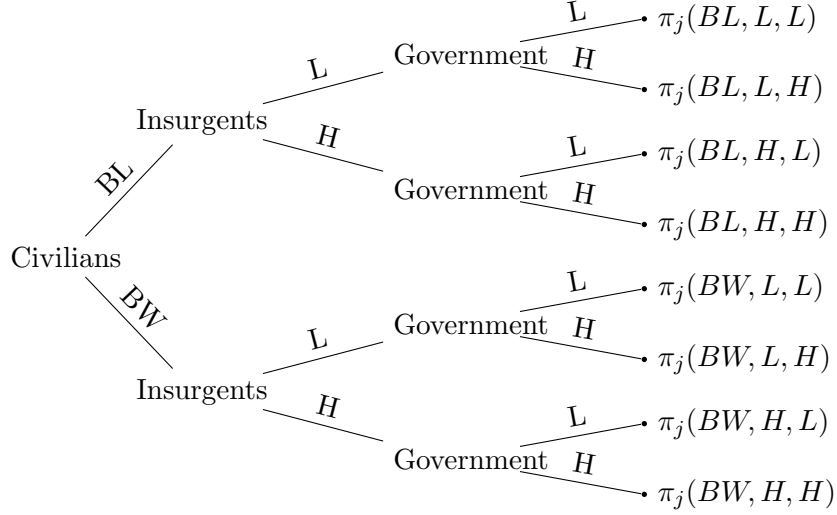 L
π_j(BL, L, L)
Government
H
π_j(BL, L, H)
L
Insurgents
H
L
π_j(BL, H, L)
Government
H
π_j(BL, H, H)
BL
Civilians
BW
L
π_j(BW, L, L)
Government
H
π_j(BW, L, H)
L
Insurgents
H
L
π_j(BW, H, L)
Government
H
π_j(BW, H, H)